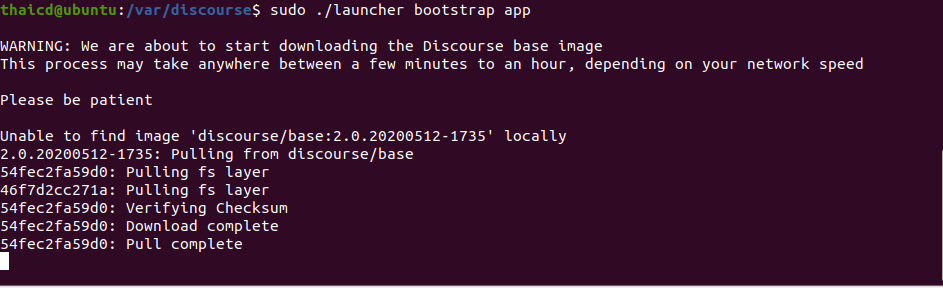 thaicd@ubuntu:/var/discourse$ sudo ./launcher bootstrap app
WARNING: We are about to start downloading the Discourse base image
This process may take anywhere between a few minutes to an hour, depending on your network speed
Please be patient
Unable to find image 'discourse/base:2.0.20200512-1735' locally
2.0.20200512-1735: Pulling from discourse/base
54fec2fa59d0: Pulling fs layer
46f7d2cc271a: Pulling fs layer
54fec2fa59d0: Verifying Checksum
54fec2fa59d0: Download complete
54fec2fa59d0: Pull complete